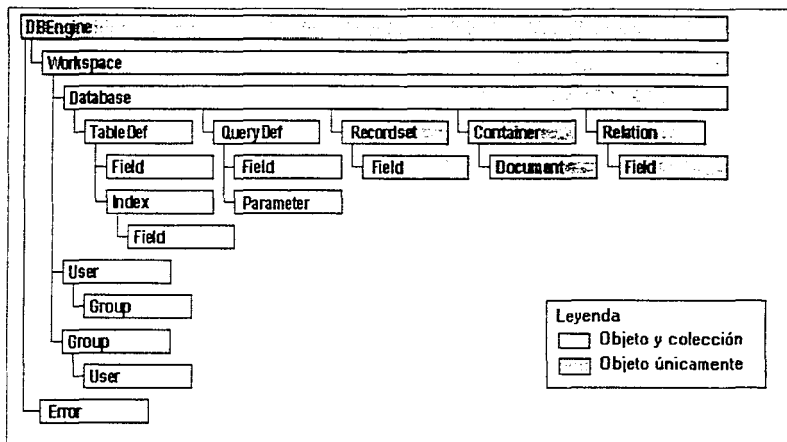 DBEngine
Workspace
Database
TableDef QueryDef Recordset Container Relation
Field Field Field Document Field
Index Parameter
Field
User
Group
Group
User
Error
Leyenda
Objeto y colección
Objeto únicamente